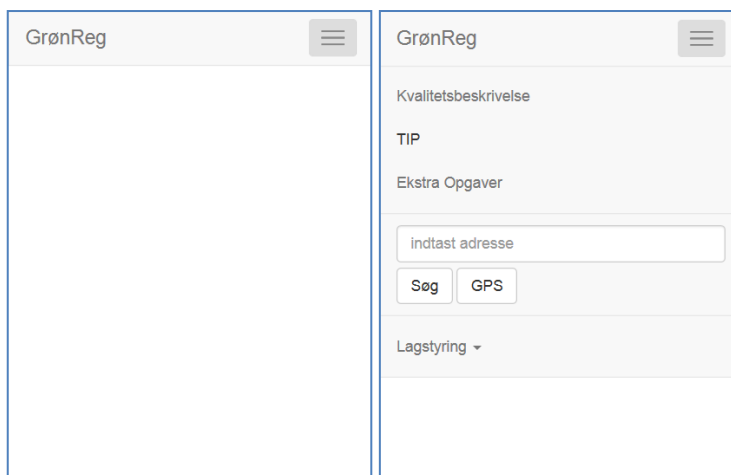 GrønReg
GrønReg
Kvalitetsbeskrivelse
TIP
Ekstra Opgaver
indtast adresse
Søg GPS
Lagstyring